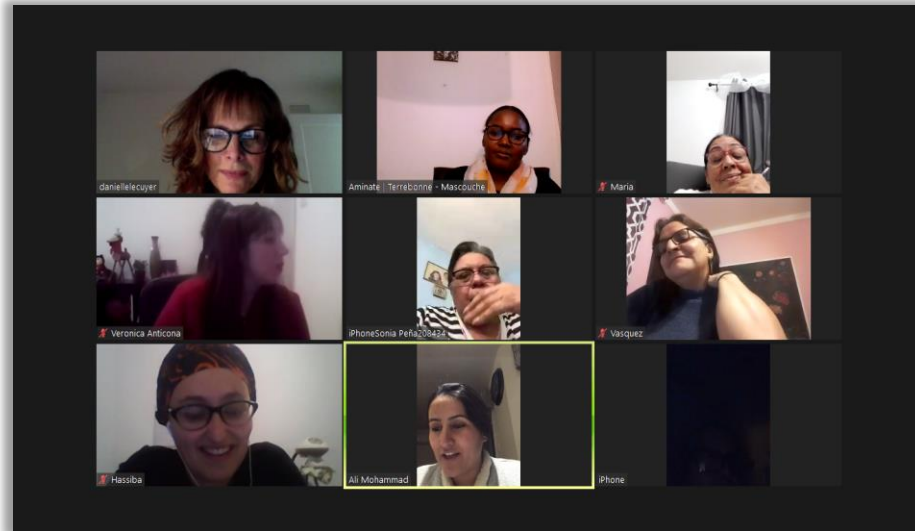 daniellelecuyer
Aminate | Terrebonne - Mascouche
Maria
Veronica Anticona
iPhoneSonia Peña208434
Vasquez
Hassiba
Ali Mohammad
iPhone